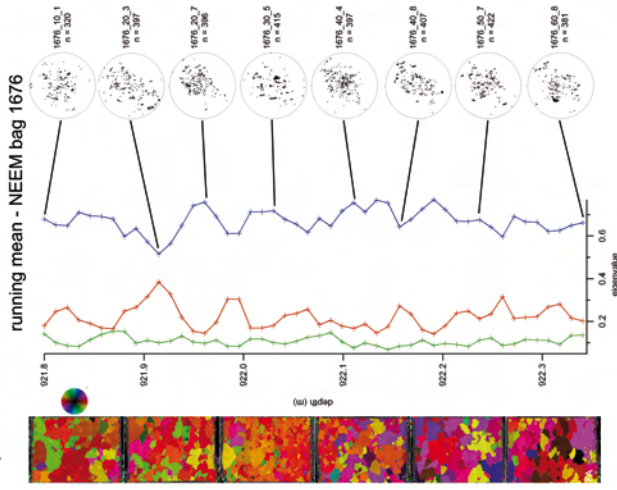 running mean - NEEM bag 1676
1676_10_1
n = 320
1676_20_3
n = 397
1676_20_7
n = 396
1676_30_5
n = 415
1676_40_4
n = 397
1676_40_8
n = 407
1676_50_7
n = 422
1676_60_8
n = 381
0.6
0.4
0.2
eigenvalue
921.8
921.9
922.0
922.1
922.2
922.3
depth (m)